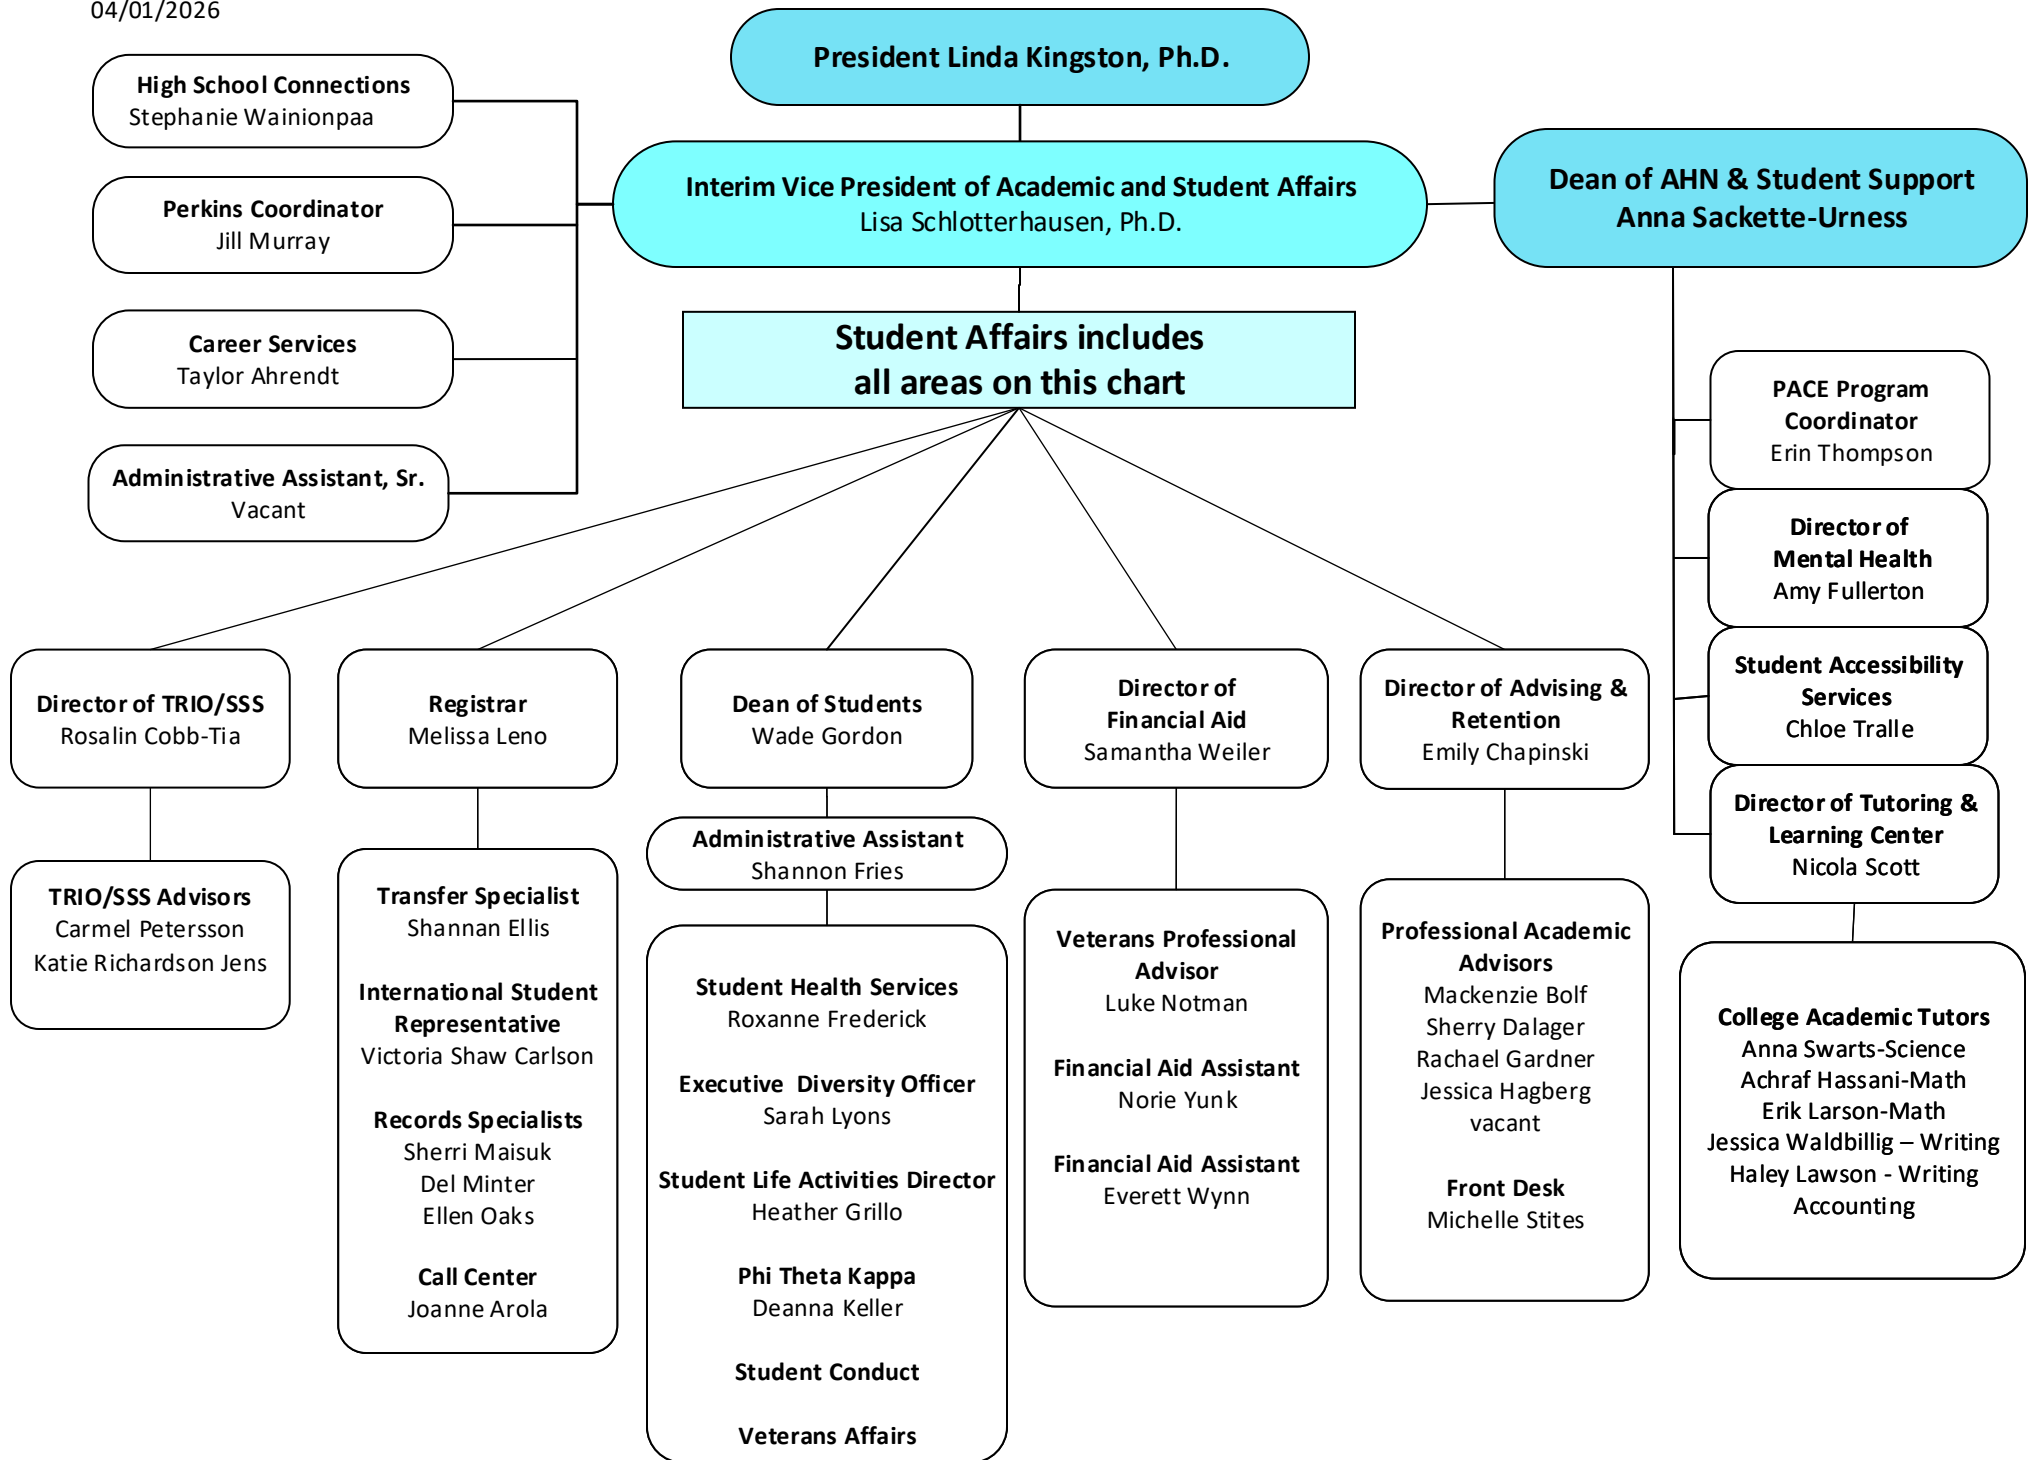 04/01/2026
President Linda Kingston, Ph.D.
High School Connections
Stephanie Wainionpaa
Perkins Coordinator
Jill Murray
Career Services
Taylor Ahrendt
Administrative Assistant, Sr.
Vacant
Interim Vice President of Academic and Student Affairs
Lisa Schlotterhausen, Ph.D.
Dean of AHN & Student Support
Anna Sackette-Urness
Student Affairs includes
all areas on this chart
PACE Program
Coordinator
Erin Thompson
Director of
Mental Health
Amy Fullerton
Student Accessibility
Services
Chloe Tralle
Director of Tutoring &
Learning Center
Nicola Scott
College Academic Tutors
Anna Swarts-Science
Achraf Hassani-Math
Erik Larson-Math
Jessica Waldbillig – Writing
Haley Lawson - Writing
Accounting
Director of TRIO/SSS
Rosalin Cobb-Tia
TRIO/SSS Advisors
Carmel Petersson
Katie Richardson Jens
Registrar
Melissa Leno
Transfer Specialist
Shannan Ellis
International Student
Representative
Victoria Shaw Carlson
Records Specialists
Sherri Maisuk
Del Minter
Ellen Oaks
Call Center
Joanne Arola
Dean of Students
Wade Gordon
Administrative Assistant
Shannon Fries
Student Health Services
Roxanne Frederick
Executive  Diversity Officer
Sarah Lyons
Student Life Activities Director
Heather Grillo
Phi Theta Kappa
Deanna Keller
Student Conduct
Veterans Affairs
Director of
Financial Aid
Samantha Weiler
Veterans Professional
Advisor
Luke Notman
Financial Aid Assistant
Norie Yunk
Financial Aid Assistant
Everett Wynn
Director of Advising &
Retention
Emily Chapinski
Professional Academic
Advisors
Mackenzie Bolf
Sherry Dalager
Rachael Gardner
Jessica Hagberg
vacant
Front Desk
Michelle Stites